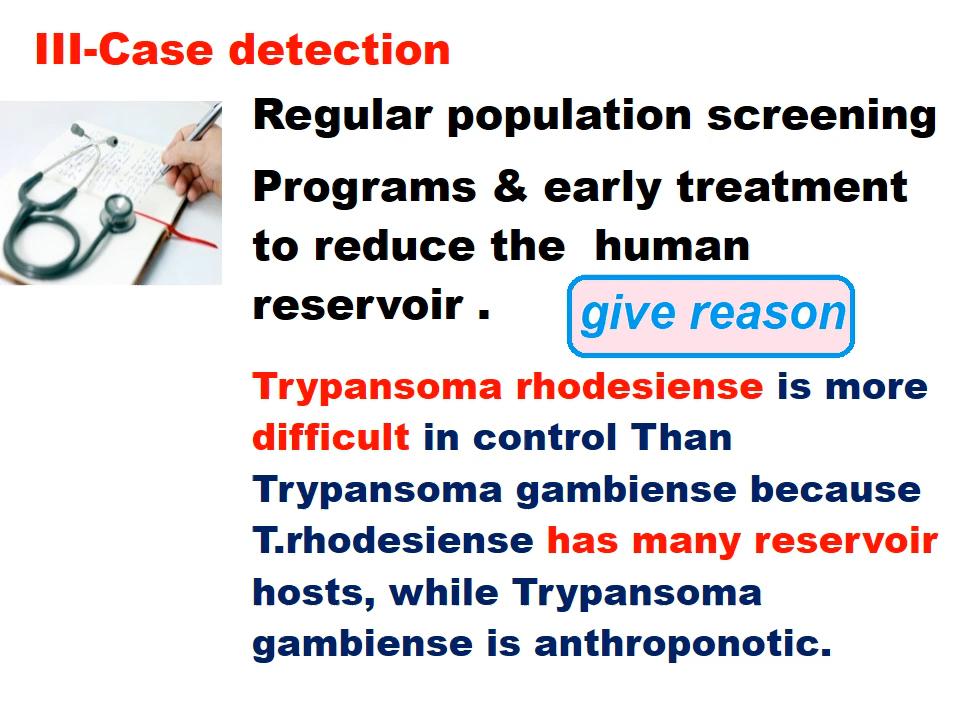 III-Case detection
Regular population screening
Programs & early treatment
to reduce the human
reservoir .
give reason
Trypansoma rhodesiense is more
difficult in control Than
Trypansoma gambiense because
T.rhodesiense has many reservoir
hosts, while Trypansoma
gambiense is anthroponotic.